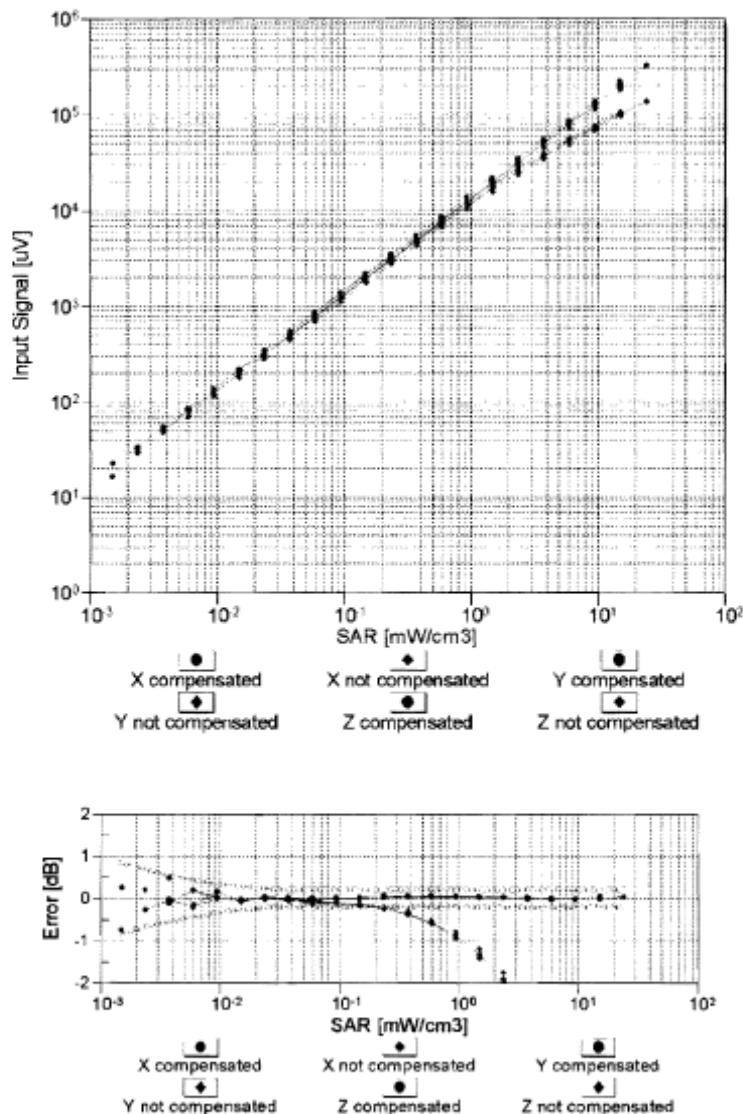 10^6
10^5
10^4
10^3
10^2
10^1
10^0
Input Signal [uV]
10^-3 10^-2 10^-1 10^0 10^1 10^2
SAR [mW/cm3]
X compensated X not compensated Y compensated
Y not compensated Z compensated Z not compensated
2
1
0
-1
-2
Error [dB]
10^-3 10^-2 10^-1 10^0 10^1 10^2
SAR [mW/cm3]
X compensated X not compensated Y compensated
Y not compensated Z compensated Z not compensated